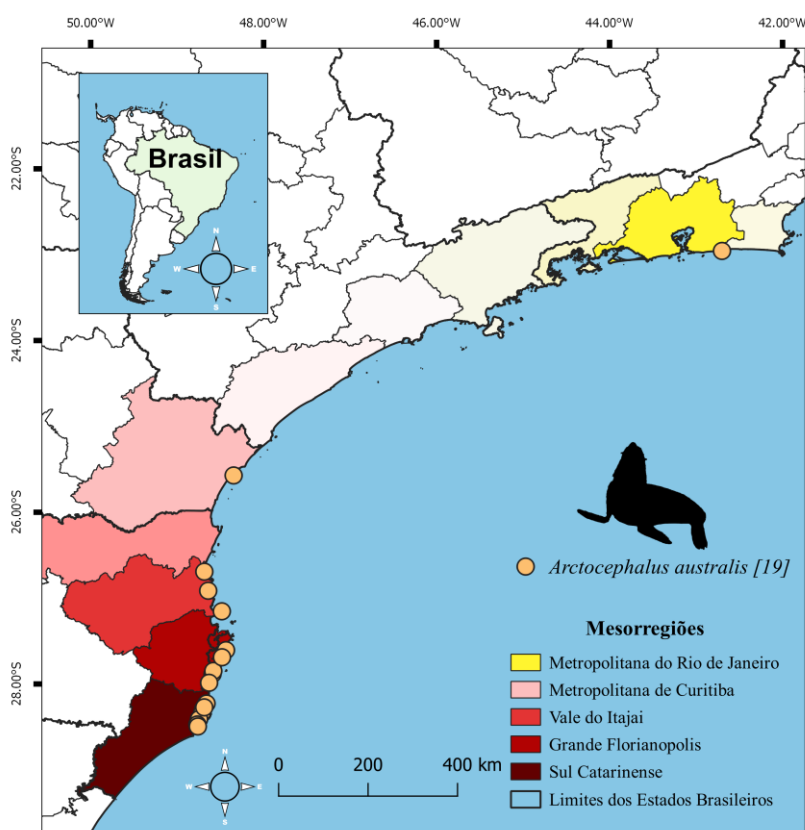 50.00°W 48.00°W 46.00°W 44.00°W 42.00°W
22.00°S
24.00°S
26.00°S
28.00°S
Brasil
N
W E
S
Arctocephalus australis [19]
Mesorregiões
Metropolitana do Rio de Janeiro
Metropolitana de Curitiba
Vale do Itajai
Grande Florianopolis
Sul Catarinense
Limites dos Estados Brasileiros
N
W E
S
0 200 400 km